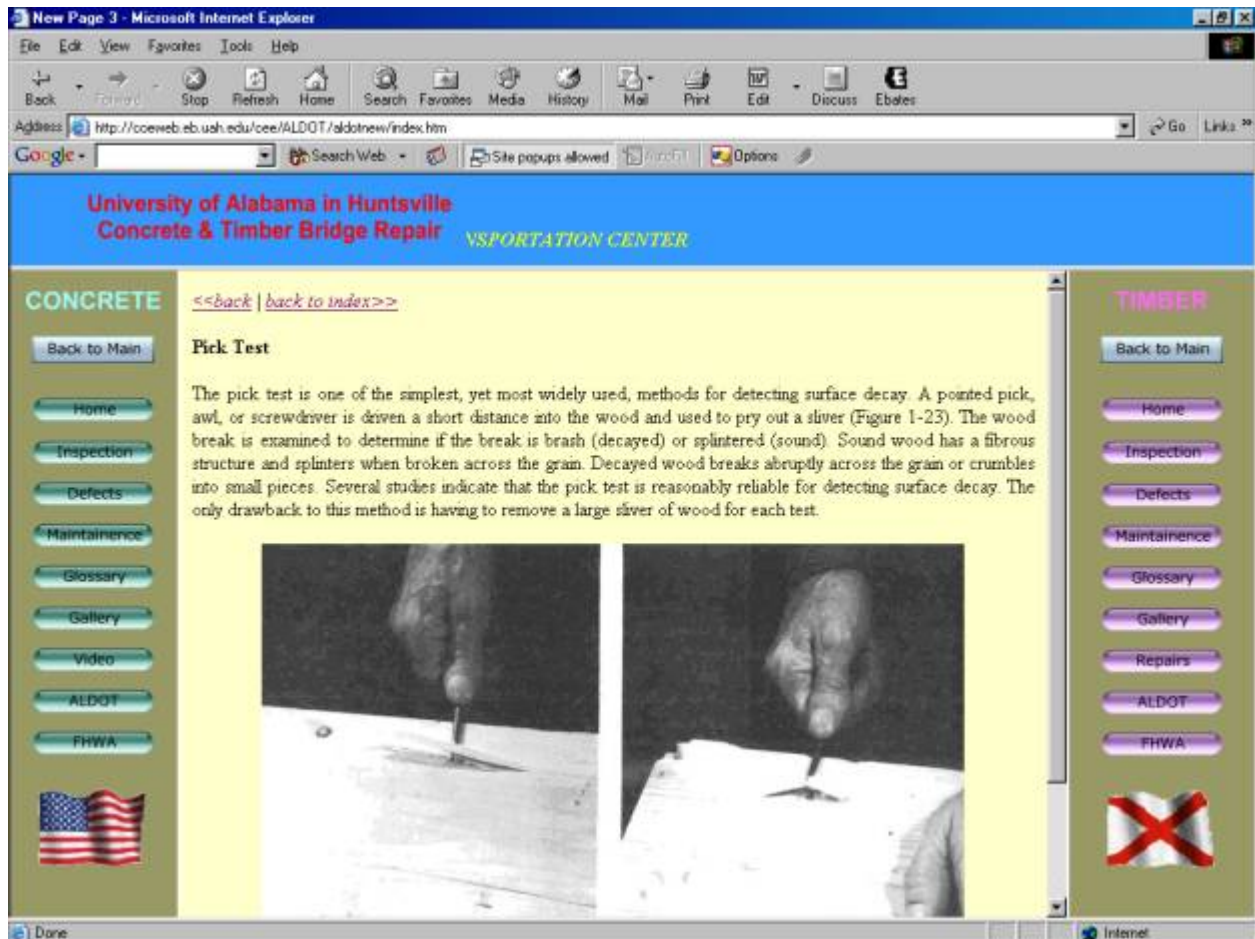 New Page 3 - Microsoft Internet Explorer
File Edit View Favorites Tools Help
Back Forward Stop Refresh Home Search Favorites Media History Mail Print Edit Discuss Ebates
Address http://coeweb.eb.uah.edu/cee/ALDOT/aldotnew/index.htm Go Links »
Google - Search Web Site popups allowed AutoFill Options
University of Alabama in Huntsville
Concrete & Timber Bridge Repair
NSPORTATION CENTER
CONCRETE
Back to Main
Home
Inspection
Defects
Maintainence
Glossary
Gallery
Video
ALDOT
FHWA
<<back | back to index>>
Pick Test
The pick test is one of the simplest, yet most widely used, methods for detecting surface decay. A pointed pick,
awl, or screwdriver is driven a short distance into the wood and used to pry out a sliver (Figure 1-23). The wood
break is examined to determine if the break is brash (decayed) or splintered (sound). Sound wood has a fibrous
structure and splinters when broken across the grain. Decayed wood breaks abruptly across the grain or crumbles
into small pieces. Several studies indicate that the pick test is reasonably reliable for detecting surface decay. The
only drawback to this method is having to remove a large sliver of wood for each test.
TIMBER
Back to Main
Home
Inspection
Defects
Maintainence
Glossary
Gallery
Repairs
ALDOT
FHWA
Done Internet